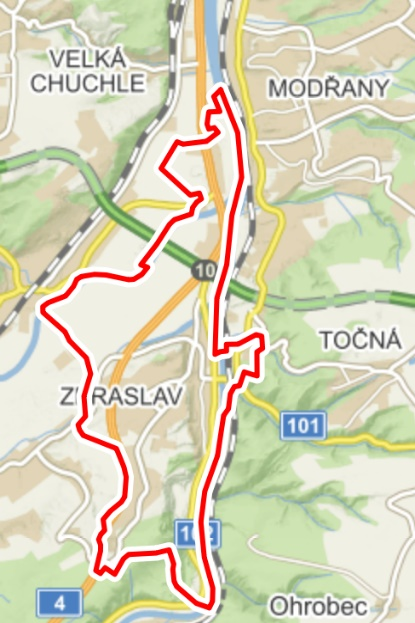 VELKÁ
CHUCHLE
MODŘANY
10
TOČNÁ
ZBRASLAV
101
102
4
Ohrobec